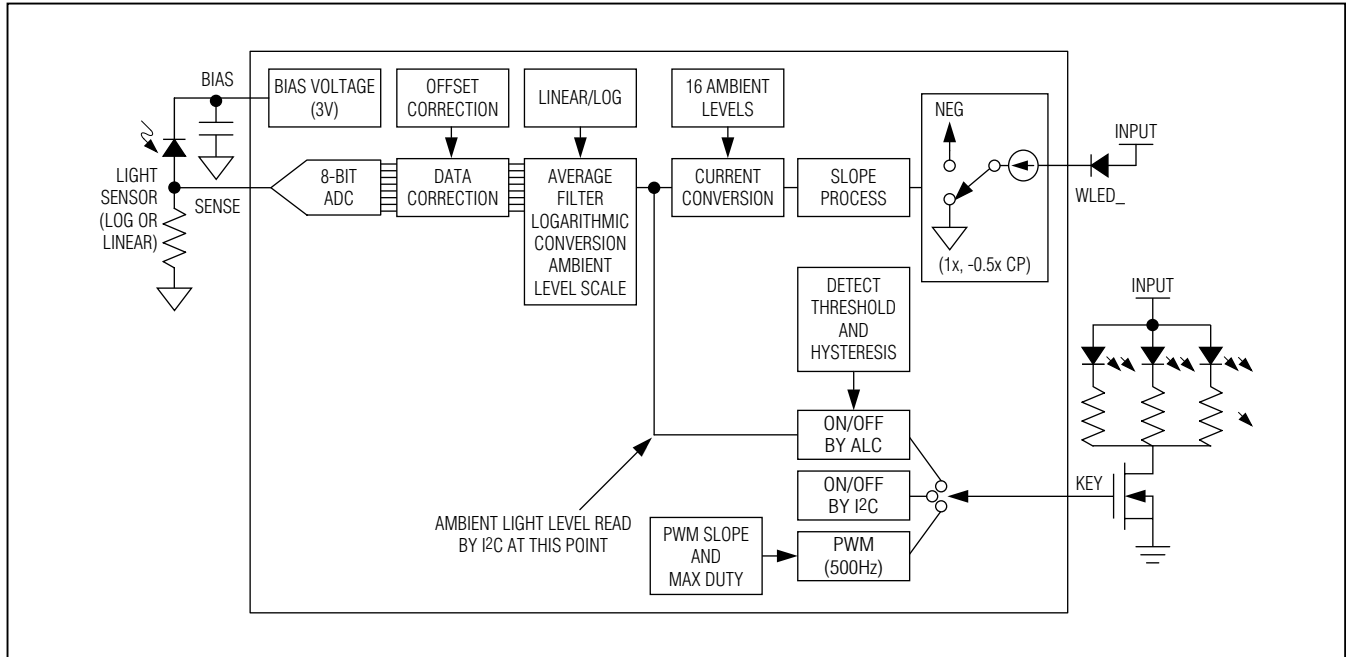 BIAS
BIAS VOLTAGE
(3V)
OFFSET
CORRECTION
LINEAR/LOG
16 AMBIENT
LEVELS
NEG
INPUT
LIGHT
SENSOR
(LOG OR
LINEAR)
SENSE
8-BIT
ADC
DATA
CORRECTION
AVERAGE
FILTER
LOGARITHMIC
CONVERSION
AMBIENT
LEVEL SCALE
CURRENT
CONVERSION
SLOPE
PROCESS
WLED_
(1x, -0.5x CP)
DETECT
THRESHOLD
AND
HYSTERESIS
INPUT
ON/OFF
BY ALC
ON/OFF
BY I²C
KEY
AMBIENT LIGHT LEVEL READ
BY I²C AT THIS POINT
PWM SLOPE
AND
MAX DUTY
PWM
(500Hz)